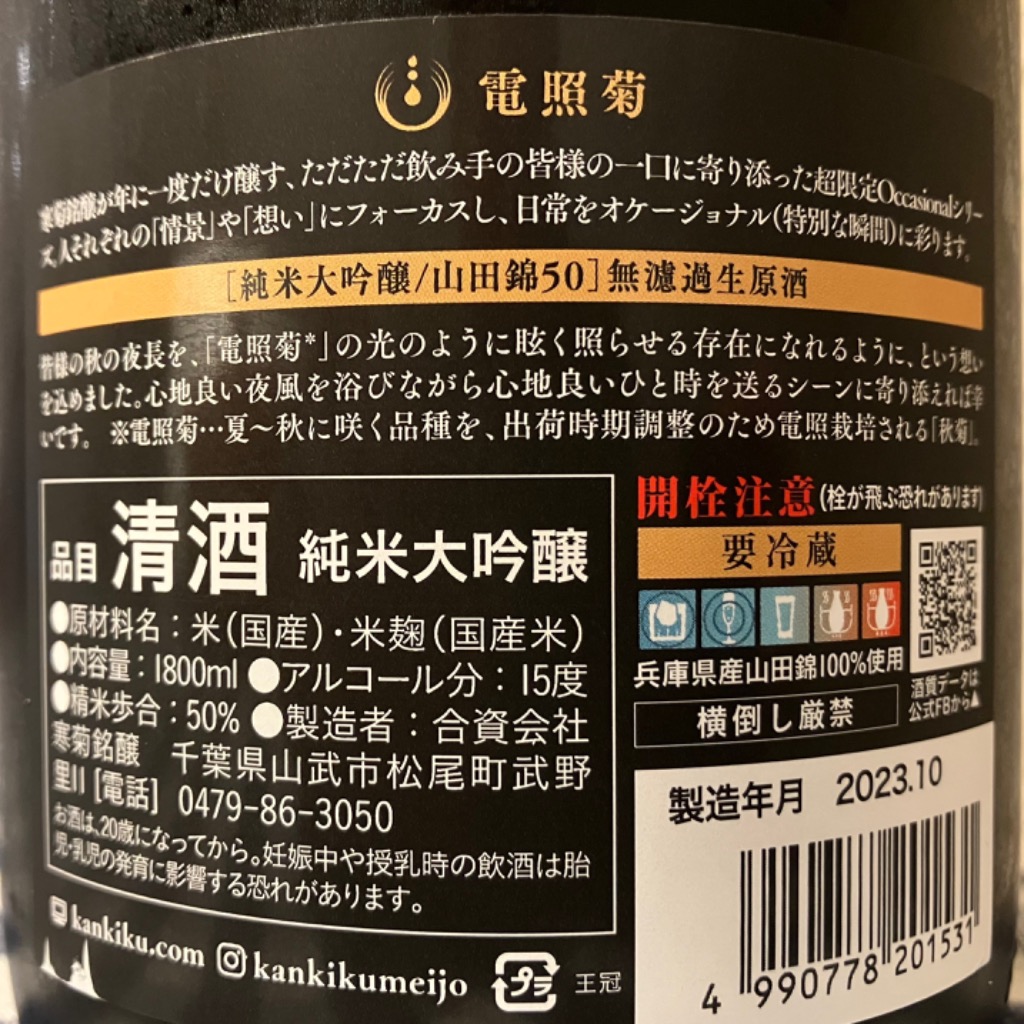 電照菊
寒菊銘醸が年に一度だけ醸す、ただただ飲み手の皆様の一口に寄り添った超限定Occasionalシリー
ズ。人それぞれの「情景」や「想い」にフォーカスし、日常をオケージョナル(特別な瞬間)に彩ります。
[純米大吟醸/山田錦50]無濾過生原酒
皆様の秋の夜長を、「電照菊*」の光のように眩く照らせる存在になれるように、という想い
を込めました。心地良い夜風を浴びながら心地良いひと時を送るシーンに寄り添えれば幸
いです。 ※電照菊…夏〜秋に咲く品種を、出荷時期調整のため電照栽培される「秋菊」。
品目 清酒 純米大吟醸
●原材料名：米(国産)・米麹(国産米)
●内容量：1800ml ●アルコール分：15度
●精米歩合：50% ●製造者：合資会社
寒菊銘醸 千葉県山武市松尾町武野
里川 [電話] 0479-86-3050
お酒は、20歳になってから。妊娠中や授乳時の飲酒は胎
児・乳児の発育に影響する恐れがあります。
kankiku.com kankikumeijo
プラ 王冠
開栓注意(栓が飛ぶ恐れがあります)
要冷蔵
兵庫県産山田錦100%使用
酒質データは
公式FBから▲
横倒し厳禁
製造年月 2023.10
4 990778 201531